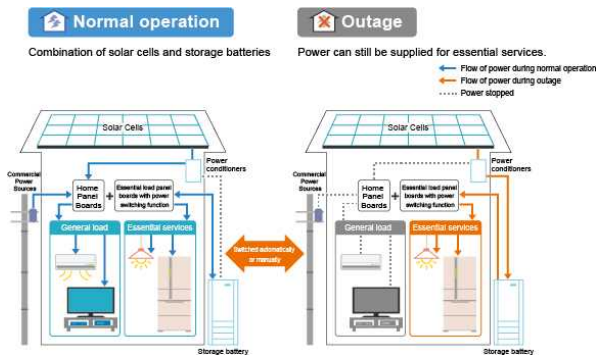 Normal operation
Combination of solar cells and storage batteries
Solar Cells
Power
conditioners
Commercial
Power
Sources
Home
Panel
Boards
+
Essential load panel
boards with power
switching function
General load
Essential services
Storage battery
Switched automatically
or manually
Outage
Power can still be supplied for essential services.
Flow of power during normal operation
Flow of power during outage
Power stopped
Solar Cells
Power
conditioners
Commercial
Power
Sources
Home
Panel
Boards
+
Essential load panel
boards with power
switching function
General load
Essential services
Storage battery